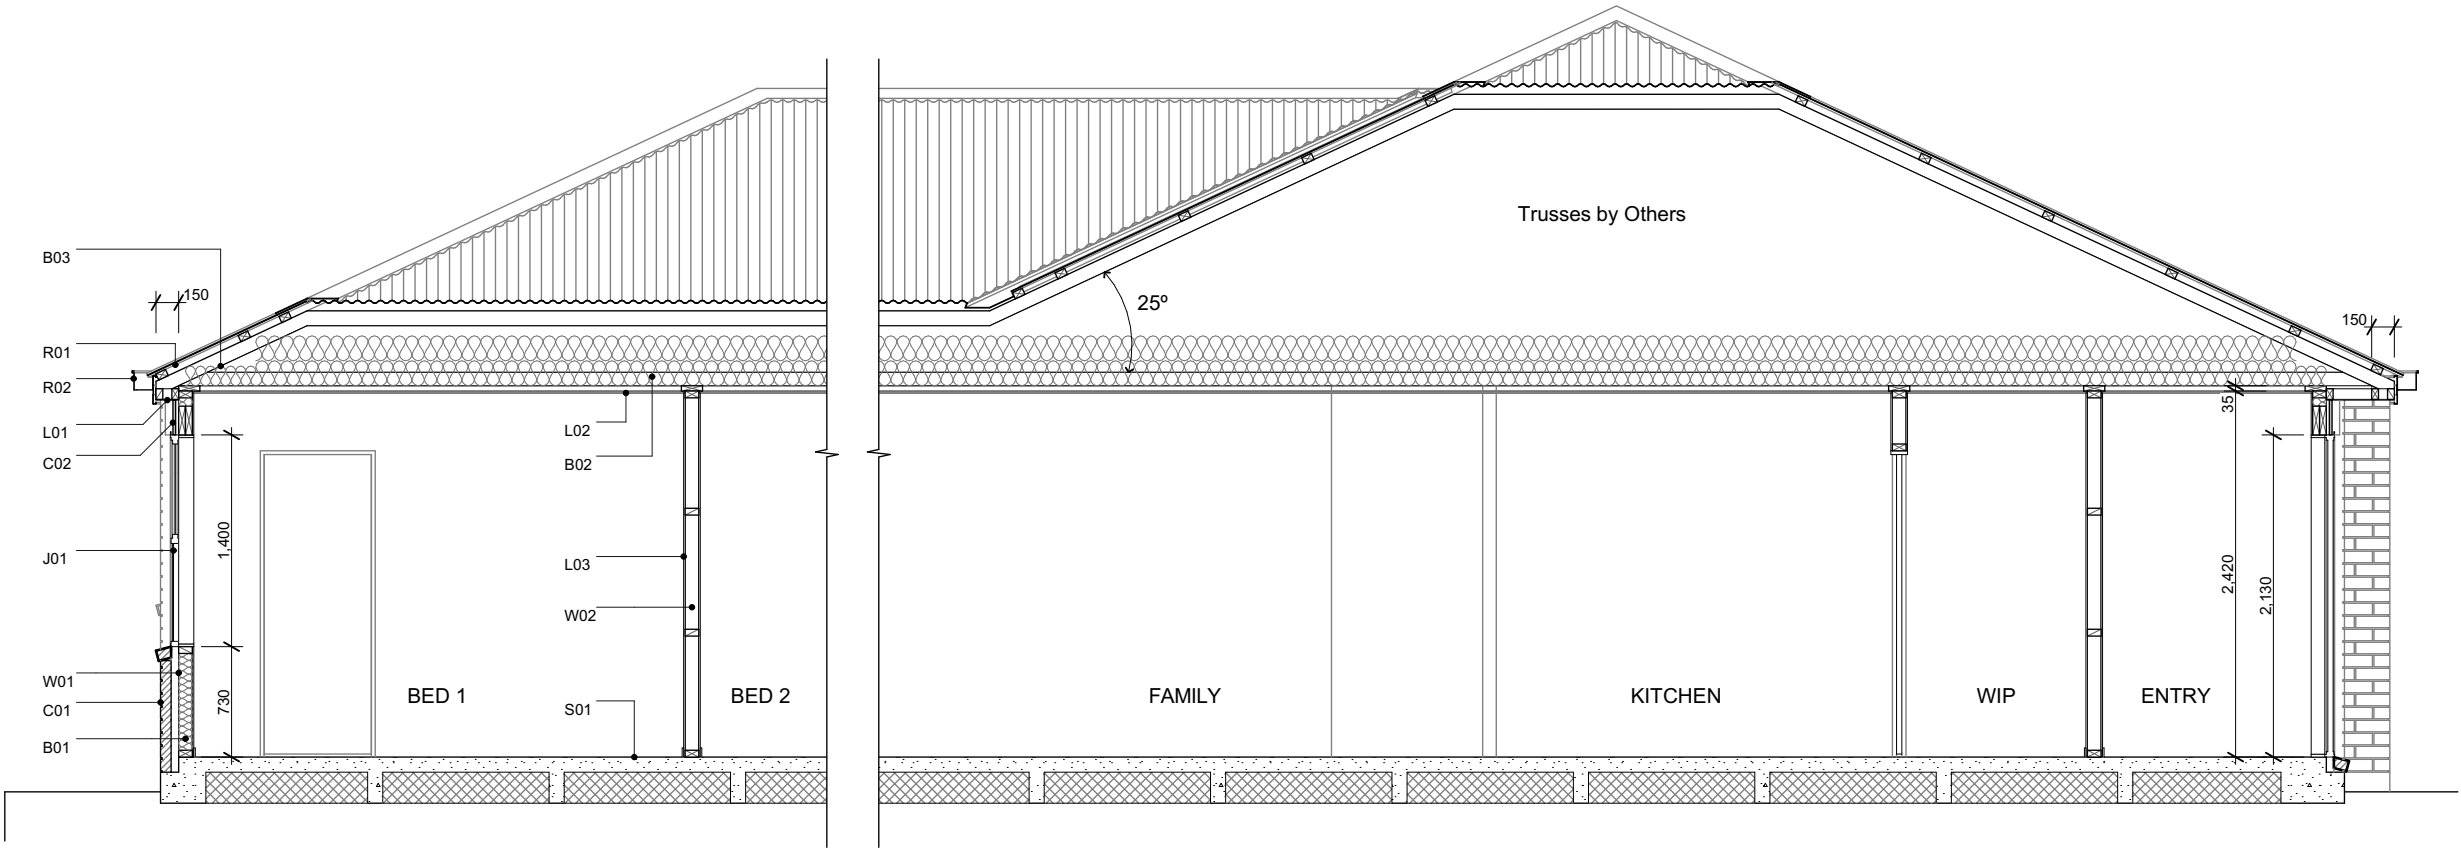 Trusses by Others
B03
150
25º
150
R01
R02
L01
C02
L02
B02
35
1,400
J01
L03
W02
2,420
2,130
W01
C01
B01
730
BED 1
BED 2
S01
FAMILY
KITCHEN
WIP
ENTRY